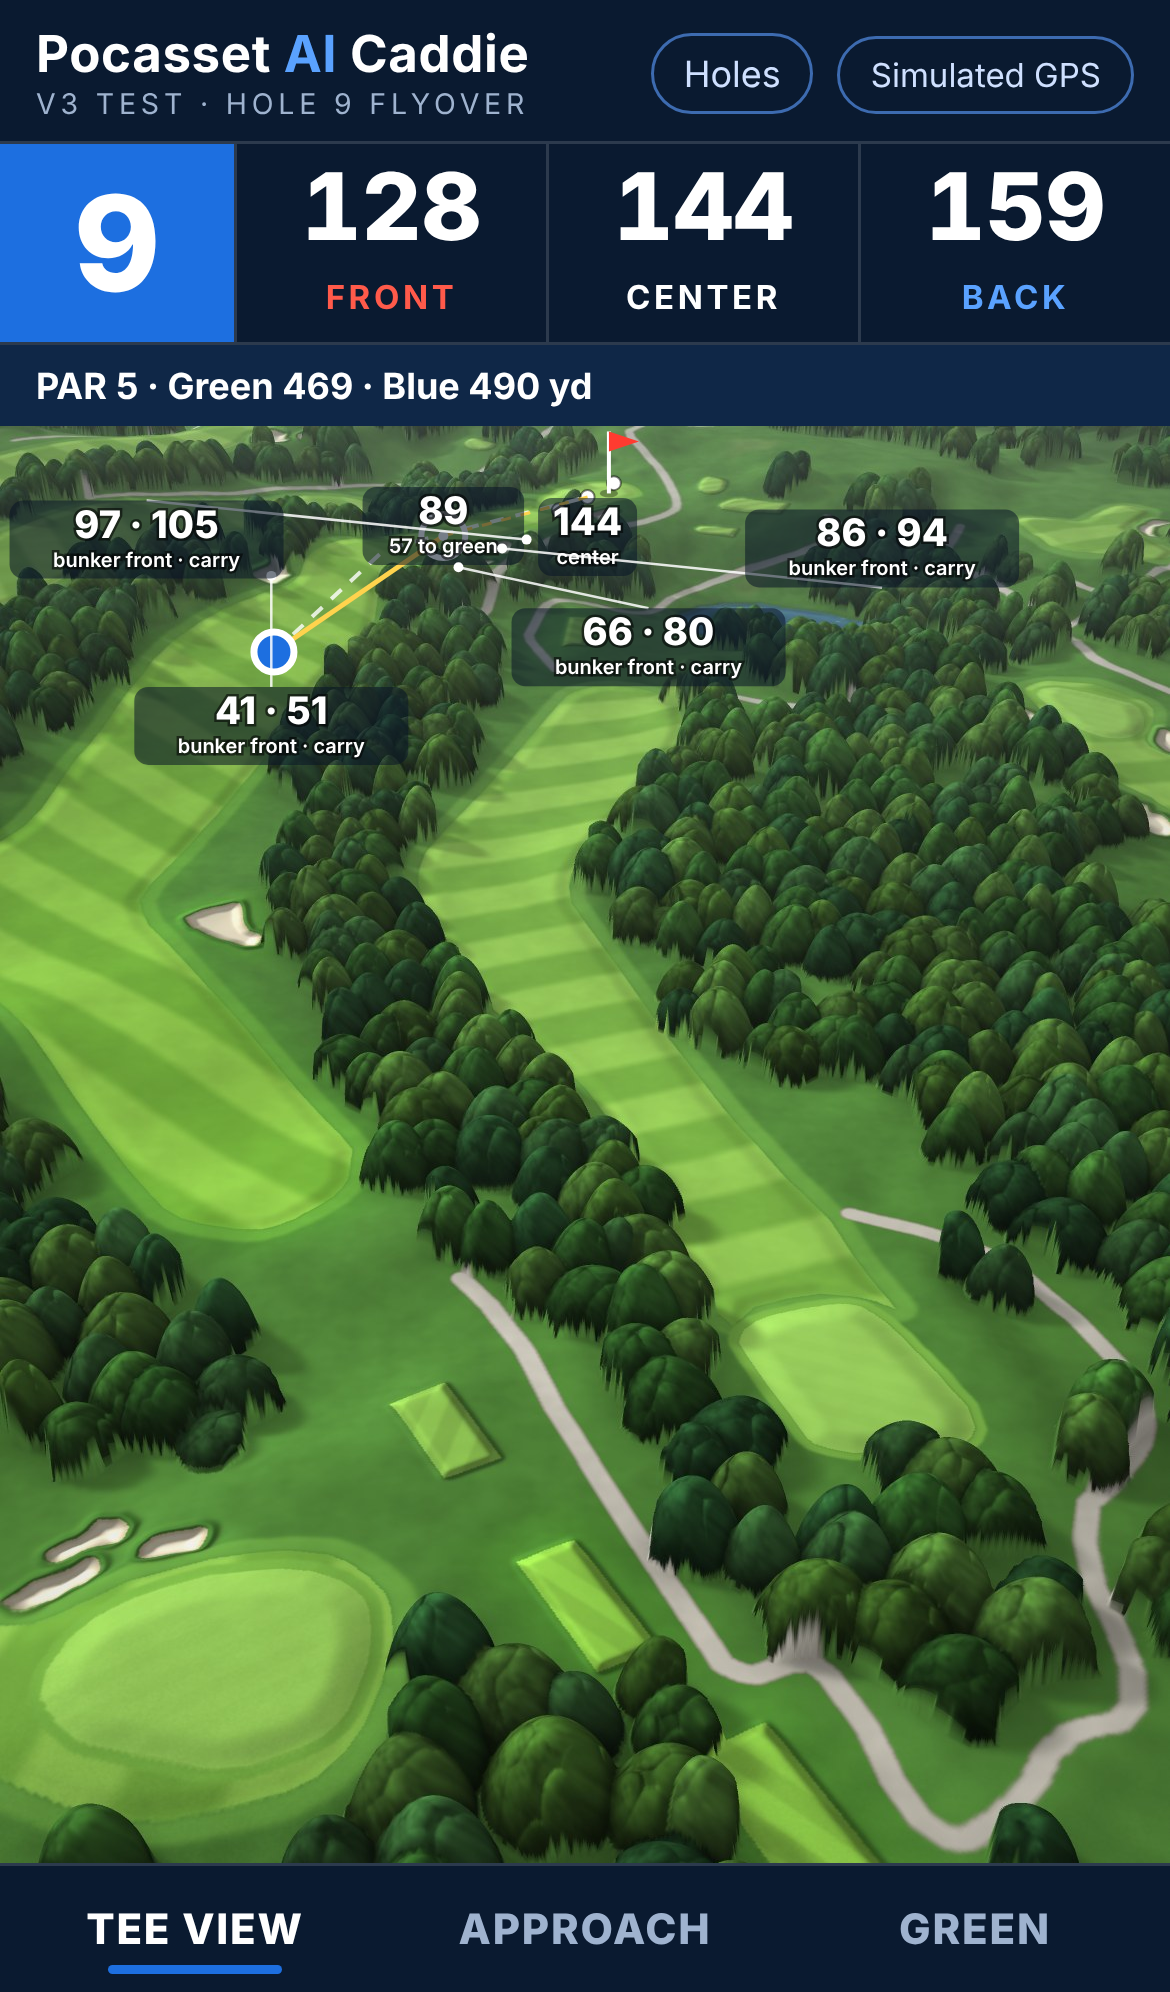 Pocasset AI Caddie
V3 TEST · HOLE 9 FLYOVER
Holes
Simulated GPS
9
128
FRONT
144
CENTER
159
BACK
PAR 5 · Green 469 · Blue 490 yd
97 · 105
bunker front · carry
89
57 to green
144
center
86 · 94
bunker front · carry
66 · 80
bunker front · carry
41 · 51
bunker front · carry
TEE VIEW
APPROACH
GREEN